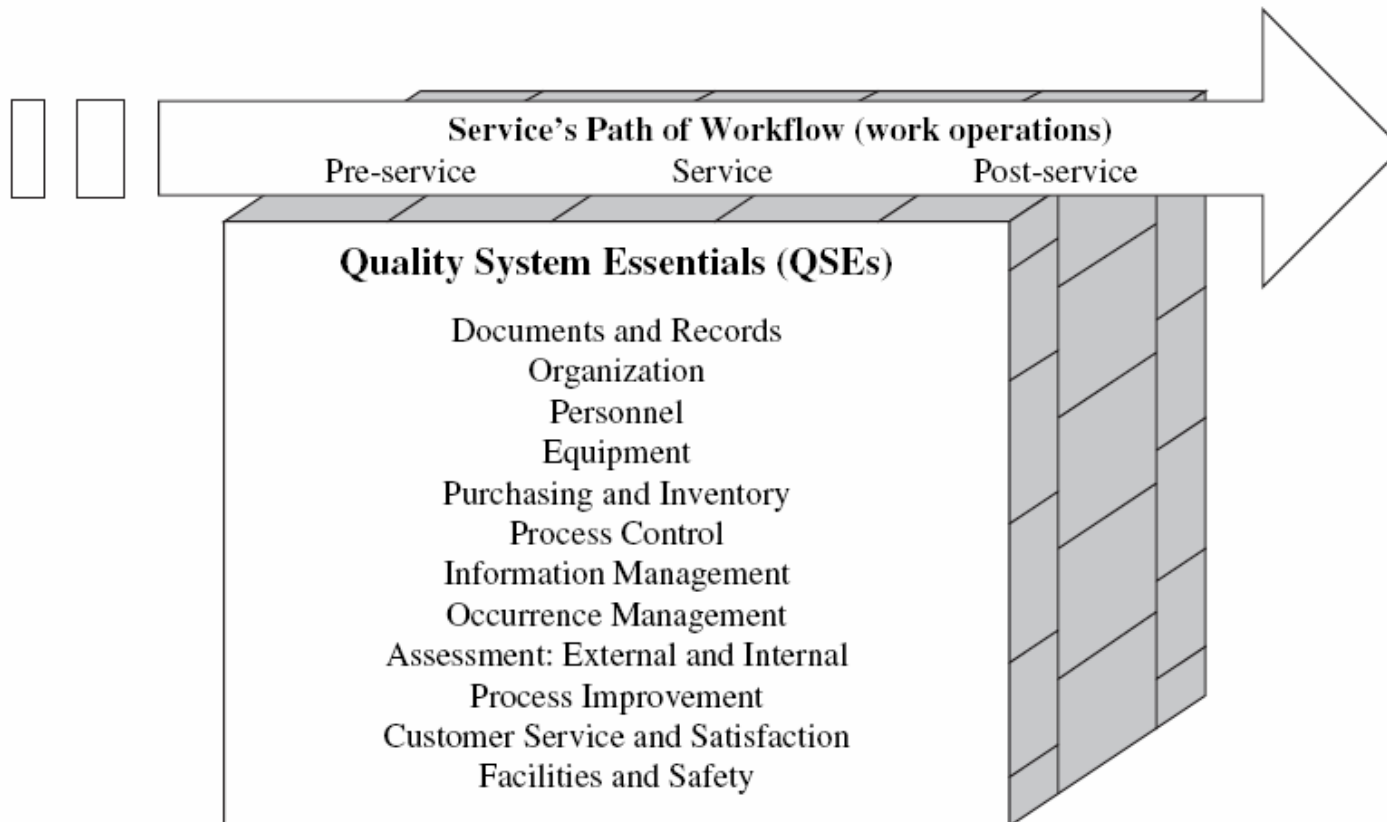 Service’s Path of Workflow (work operations)
Pre-service Service Post-service
Quality System Essentials (QSEs)
Documents and Records
Organization
Personnel
Equipment
Purchasing and Inventory
Process Control
Information Management
Occurrence Management
Assessment: External and Internal
Process Improvement
Customer Service and Satisfaction
Facilities and Safety